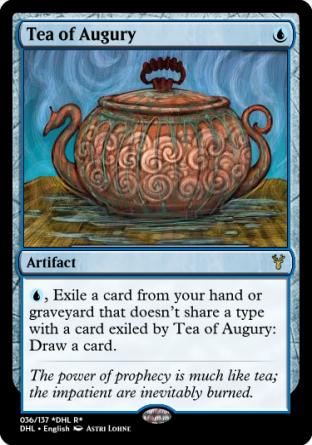 Tea of Augury
Artifact
, Exile a card from your hand or
graveyard that doesn't share a type
with a card exiled by Tea of Augury:
Draw a card.
The power of prophecy is much like tea;
the impatient are inevitably burned.
036/137 *DHL R*
DHL • English ASTRI LOHNE